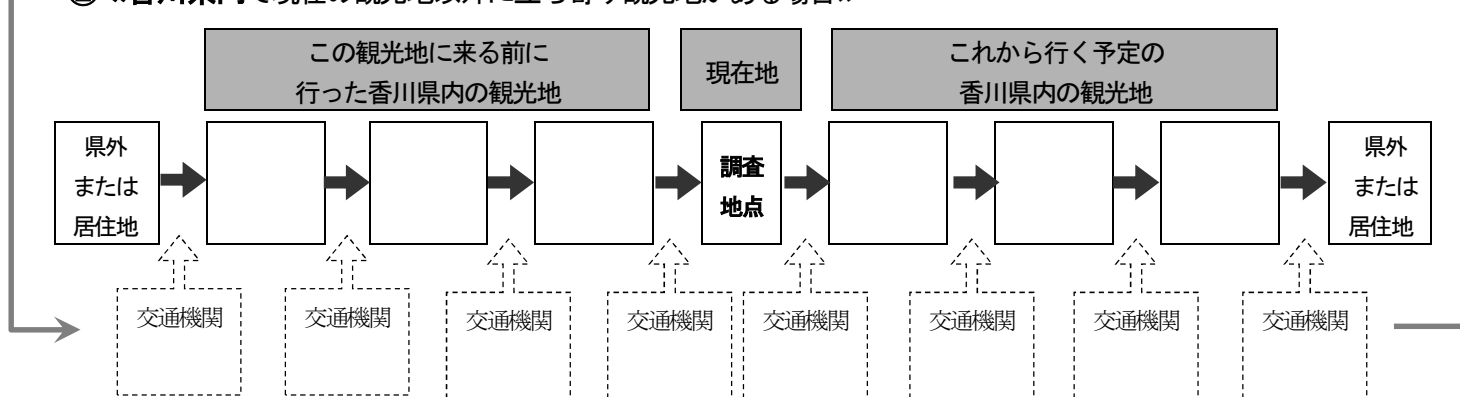 この観光地に来る前に
行った香川県内の観光地
現在地
これから行く予定の
香川県内の観光地
県外
または
居住地
調査
地点
県外
または
居住地
交通機関
交通機関
交通機関
交通機関
交通機関
交通機関
交通機関
交通機関